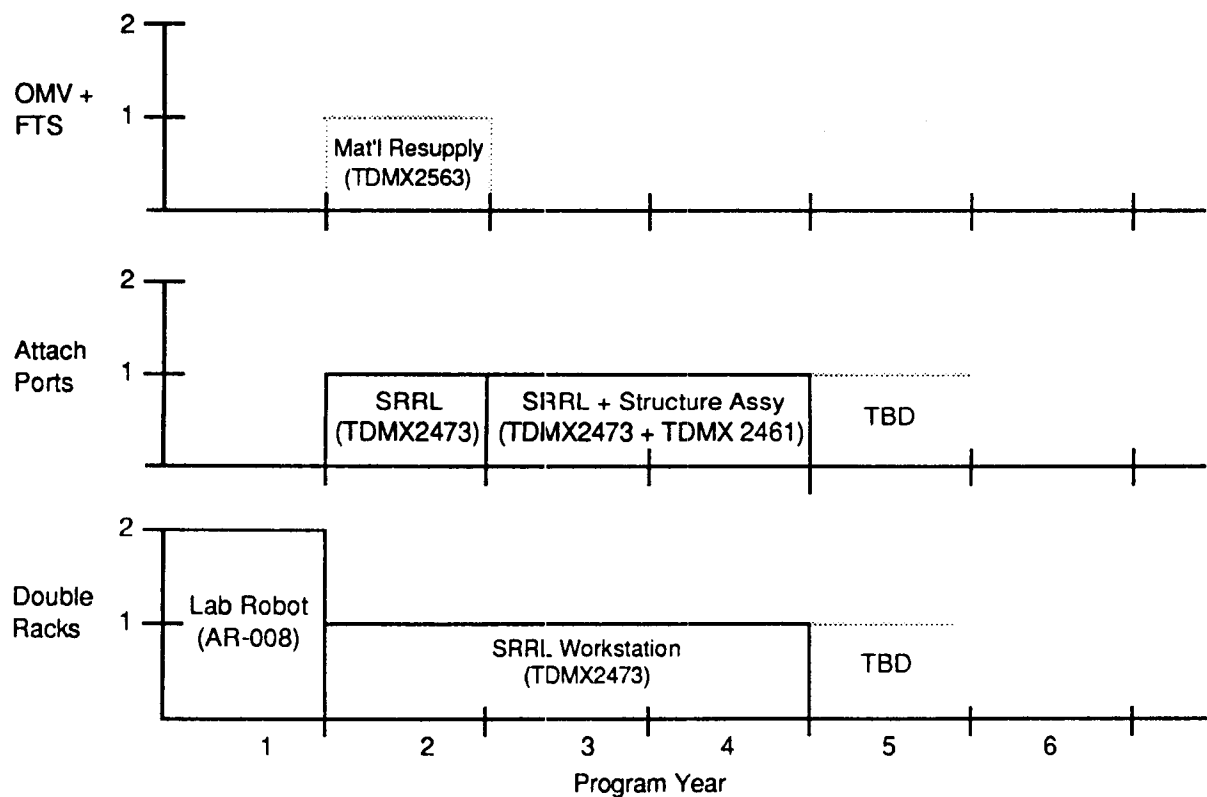 2
OMV +
FTS
1
Mat'l Resupply
(TDMX2563)
2
Attach
Ports
1
SRRL
(TDMX2473)
SRRL + Structure Assy
(TDMX2473 + TDMX 2461)
TBD
2
Double
Racks
1
Lab Robot
(AR-008)
SRRL Workstation
(TDMX2473)
TBD
1 2 3 4 5 6
Program Year